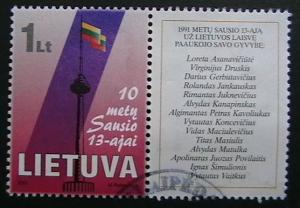 1Lt
10
metų
Sausio
13-ajai
LIETUVA
1991 METŲ SAUSIO 13-ĄJĄ
UŽ LIETUVOS LAISVĘ
PAAUKOJO SAVO GYVYBĘ:
Loreta Asanavičiūtė
Virginijus Druskis
Darius Gerbutavičius
Rolandas Jankauskas
Rimantas Juknevičius
Alvydas Kanapinskas
Algimantas Petras Kavoliukas
Vytautas Koncevičius
Vidas Maciulevičius
Titas Masiulis
Alvydas Matulka
Apolinaras Juozas Povilaitis
Ignas Šimulionis
Vytautas Vaitkus